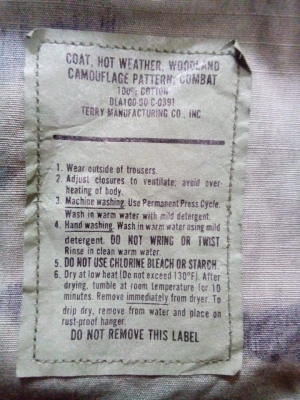 COAT, HOT WEATHER, WOODLAND
CAMOUFLAGE PATTERN, COMBAT
100% COTTON
DLA100-90-C-0391
TERRY MANUFACTURING CO., INC
1. Wear outside of trousers.
2. Adjust closures to ventilate; avoid over-
heating of body.
3. Machine washing. Use Permanent Press Cycle.
Wash in warm water with mild detergent.
4. Hand washing. Wash in warm water using mild
detergent. DO NOT WRING OR TWIST
Rinse in clean warm water.
5. DO NOT USE CHLORINE BLEACH OR STARCH.
6. Dry at low heat (Do not exceed 130°F). After
drying, tumble at room temperature for 10
minutes. Remove immediately from dryer. To
drip dry, remove from water and place on
rust-proof hanger.
DO NOT REMOVE THIS LABEL